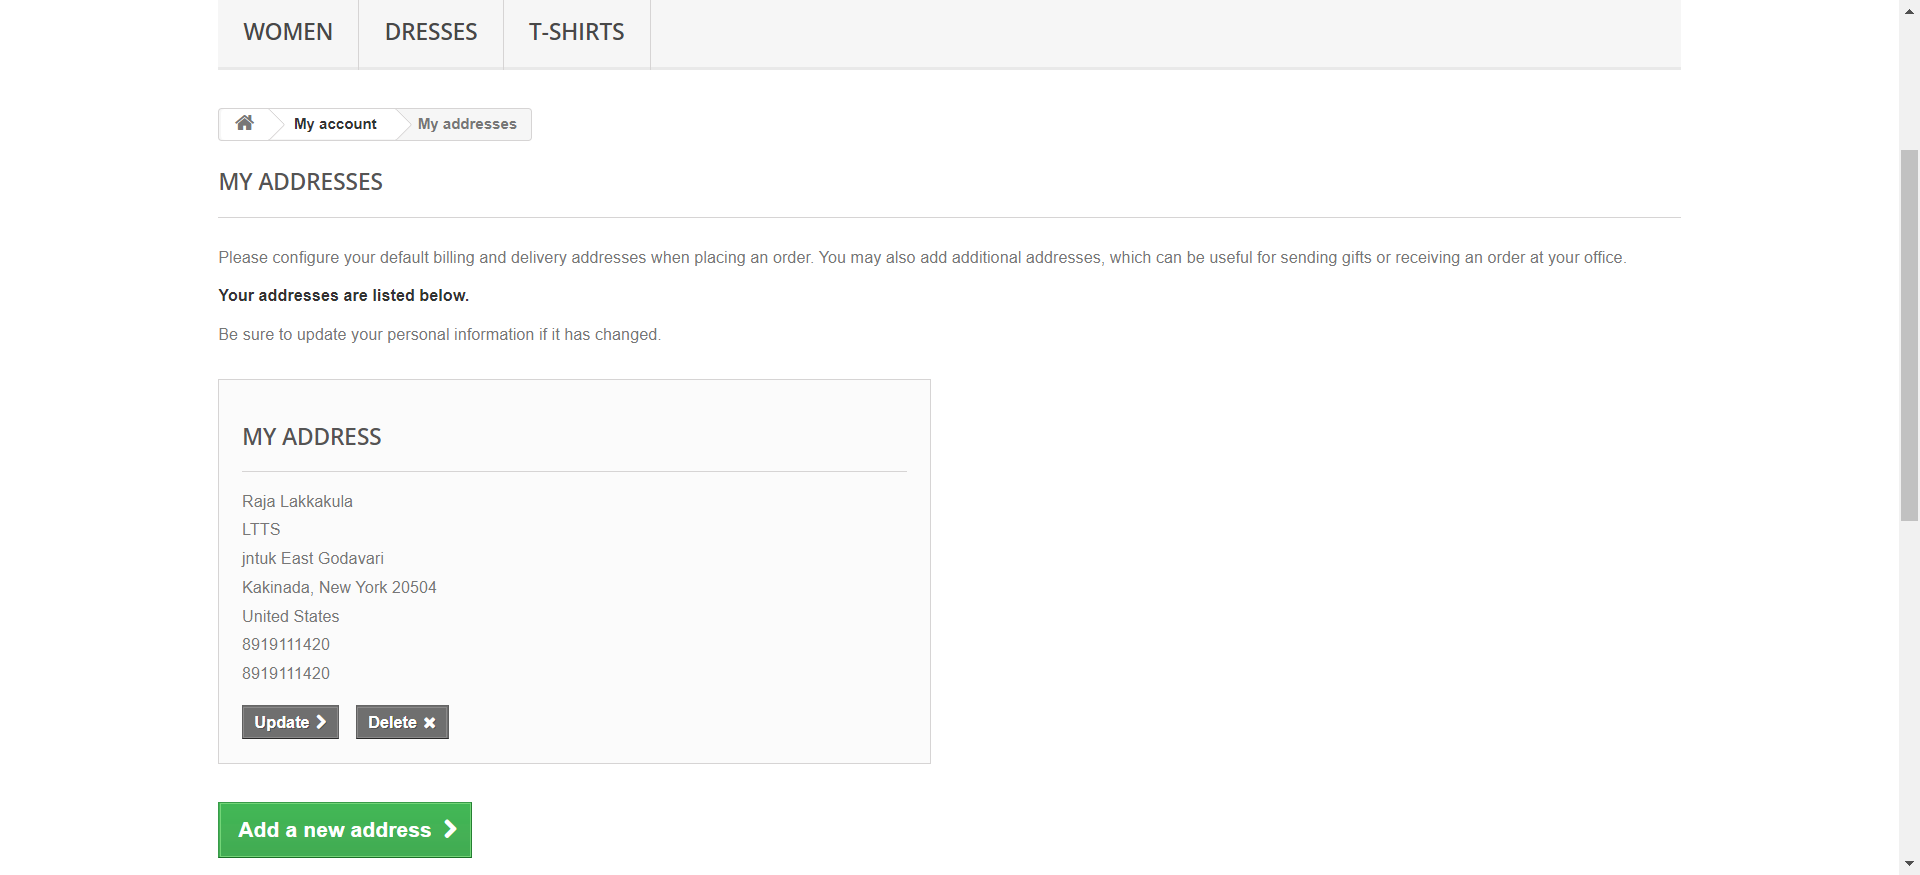 WOMEN DRESSES T-SHIRTS
My account My addresses
MY ADDRESSES
Please configure your default billing and delivery addresses when placing an order. You may also add additional addresses, which can be useful for sending gifts or receiving an order at your office.
Your addresses are listed below.
Be sure to update your personal information if it has changed.
MY ADDRESS
Raja Lakkakula
LTTS
jntuk East Godavari
Kakinada, New York 20504
United States
8919111420
8919111420
Update Delete
Add a new address